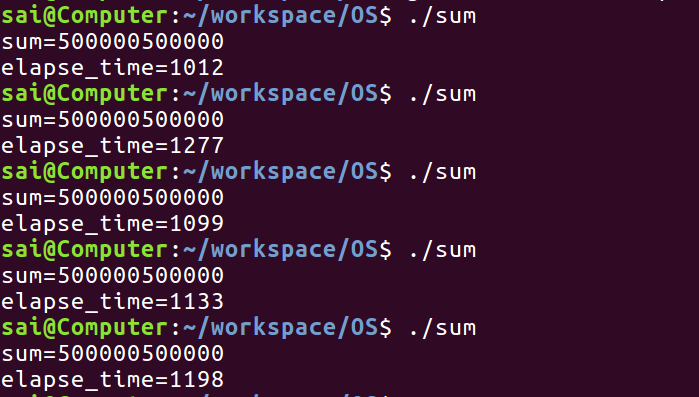 sai@Computer:~/workspace/OS$ ./sum
sum=500000500000
elapse_time=1012
sai@Computer:~/workspace/OS$ ./sum
sum=500000500000
elapse_time=1277
sai@Computer:~/workspace/OS$ ./sum
sum=500000500000
elapse_time=1099
sai@Computer:~/workspace/OS$ ./sum
sum=500000500000
elapse_time=1133
sai@Computer:~/workspace/OS$ ./sum
sum=500000500000
elapse_time=1198